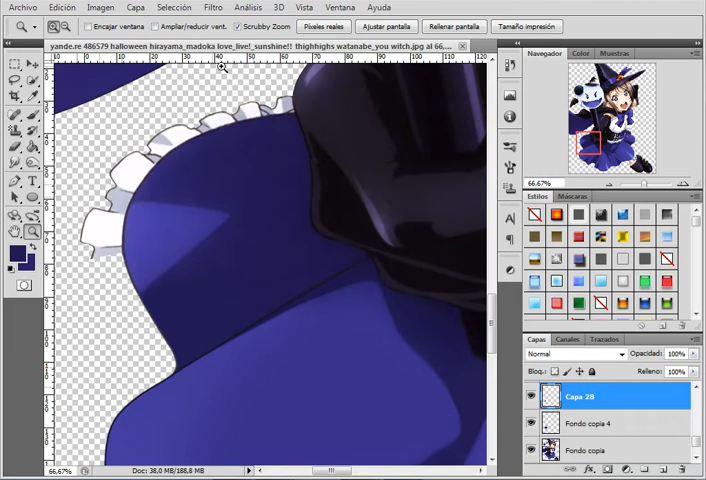 Archivo Edición Imagen Capa Selección Filtro Análisis 3D Vista Ventana Ayuda
Encajar ventana Ampliar/reducir vent. Scrubby Zoom Píxeles reales Ajustar pantalla Rellenar pantalla Tamaño impresión
yande.re 486579 halloween hirayama_madoka love_live!_sunshine!! thighhighs watanabe_you witch.jpg al 66,...
Navegador Color Muestras
66.67%
Estilos Máscaras
Capas Canales Trazados
Normal Opacidad: 100%
Bloq.: Relleno: 100%
Capa 28
Fondo copia 4
Fondo copia
66.67% Doc: 38,0 MB/188,8 MB